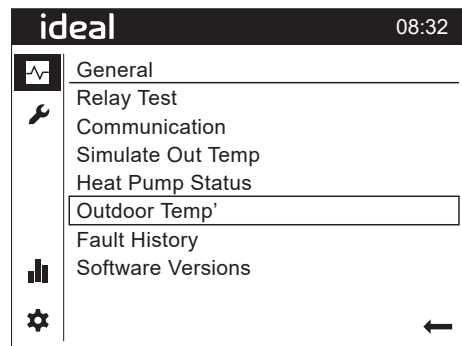 ideal 08:32
General
Relay Test
Communication
Simulate Out Temp
Heat Pump Status
Outdoor Temp’
Fault History
Software Versions